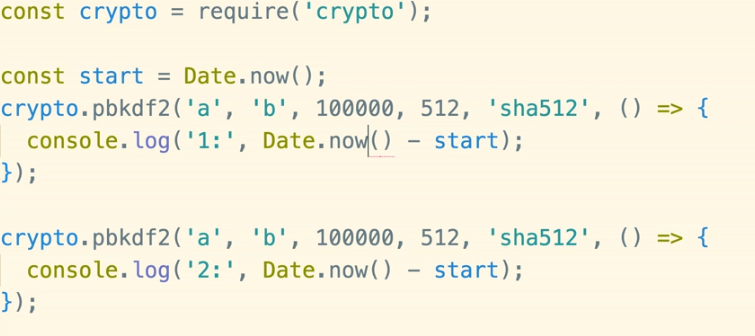 const crypto = require('crypto');
const start = Date.now();
crypto.pbkdf2('a', 'b', 100000, 512, 'sha512', () => {
  console.log('1:', Date.now() - start);
});
crypto.pbkdf2('a', 'b', 100000, 512, 'sha512', () => {
  console.log('2:', Date.now() - start);
});